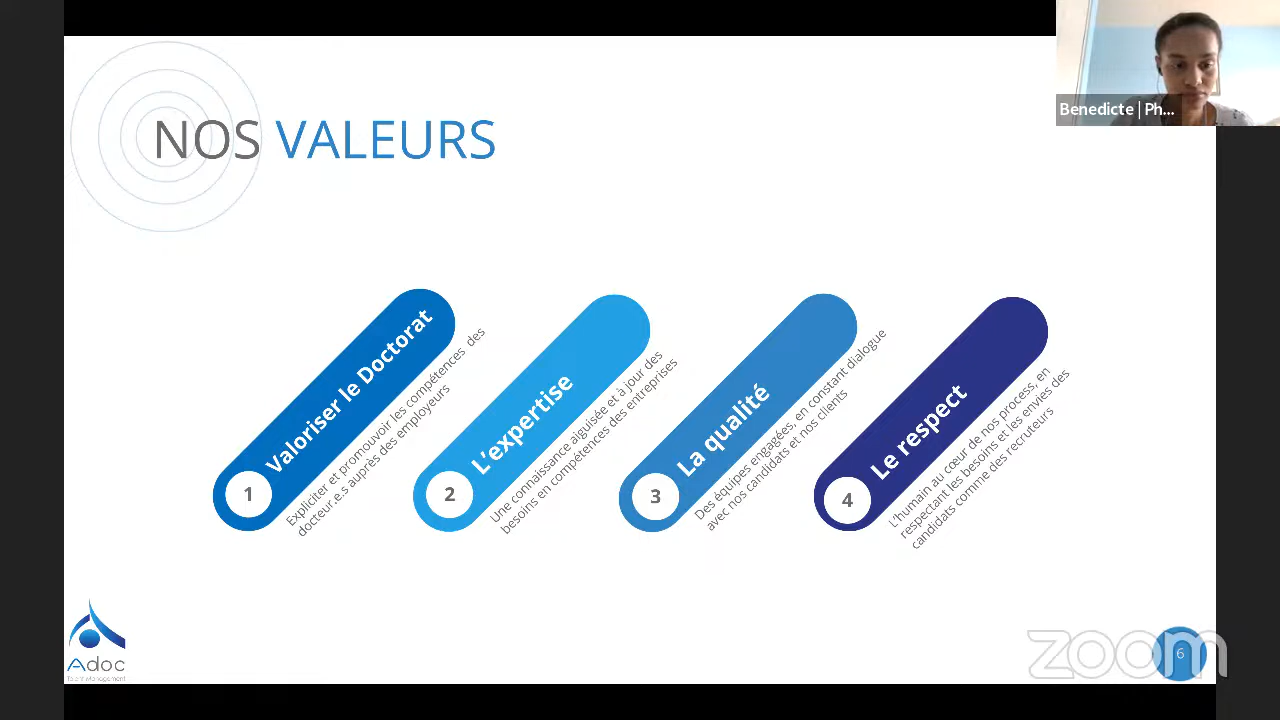 Benedicte | Ph...
NOS VALEURS
1
Valoriser le Doctorat
Expliciter et promouvoir les compétences des
docteur.e.s auprès des employeurs
2
L'expertise
Une connaissance aiguisée et à jour des
besoins en compétences des entreprises
3
La qualité
Des équipes engagées, en constant dialogue
avec nos candidats et nos clients
4
Le respect
L'humain au cœur de nos process, en
respectant les besoins et les envies des
candidats comme des recruteurs
Adoc
Talent Management
zoom
6